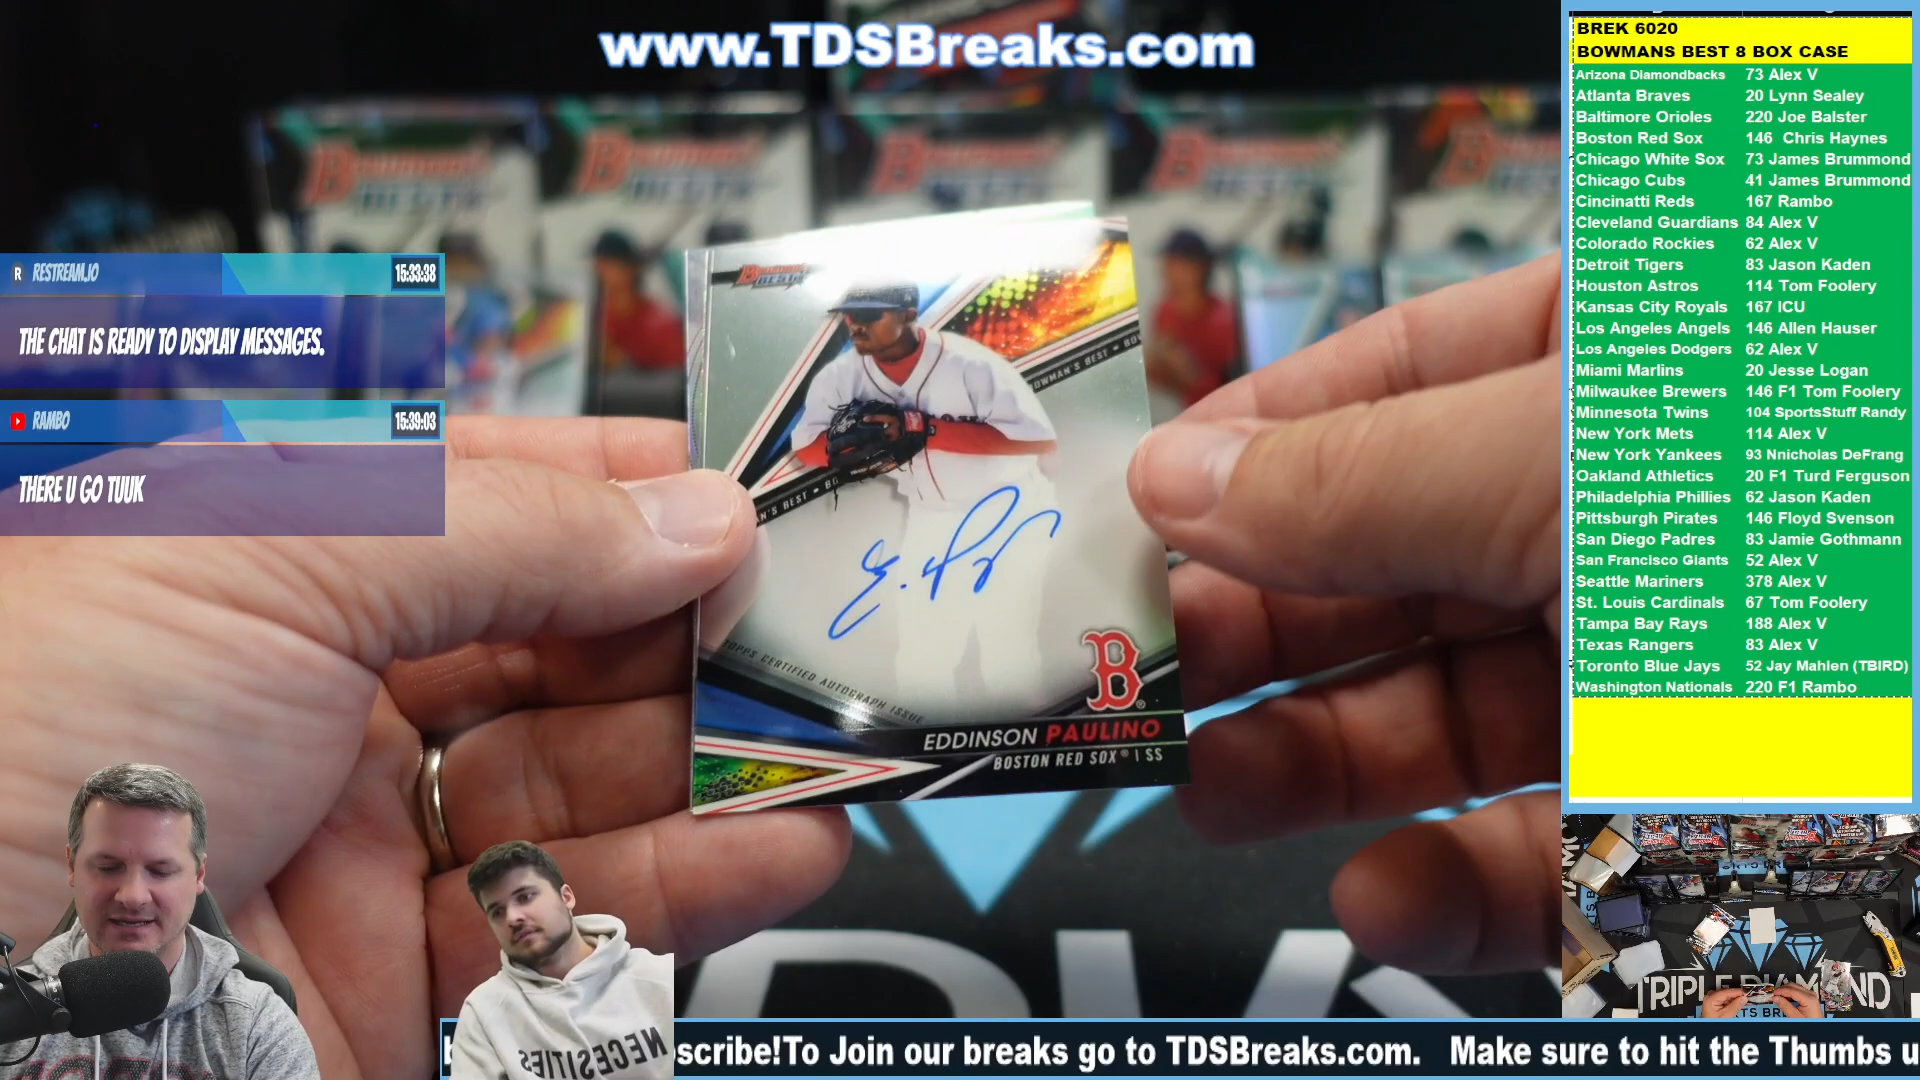 www.TDSBreaks.com
BREK 6020
BOWMANS BEST 8 BOX CASE
Arizona Diamondbacks 73 Alex V
Atlanta Braves 20 Lynn Sealey
Baltimore Orioles 220 Joe Balster
Boston Red Sox 146 Chris Haynes
Chicago White Sox 73 James Brummond
Chicago Cubs 41 James Brummond
Cincinatti Reds 167 Rambo
Cleveland Guardians 84 Alex V
Colorado Rockies 62 Alex V
Detroit Tigers 83 Jason Kaden
Houston Astros 114 Tom Foolery
Kansas City Royals 167 ICU
Los Angeles Angels 146 Allen Hauser
Los Angeles Dodgers 62 Alex V
Miami Marlins 20 Jesse Logan
Milwaukee Brewers 146 F1 Tom Foolery
Minnesota Twins 104 SportsStuff Randy
New York Mets 114 Alex V
New York Yankees 93 Nnicholas DeFrang
Oakland Athletics 20 F1 Turd Ferguson
Philadelphia Phillies 62 Jason Kaden
Pittsburgh Pirates 146 Floyd Svenson
San Diego Padres 83 Jamie Gothmann
San Francisco Giants 52 Alex V
Seattle Mariners 378 Alex V
St. Louis Cardinals 67 Tom Foolery
Tampa Bay Rays 188 Alex V
Texas Rangers 83 Alex V
Toronto Blue Jays 52 Jay Mahlen (TBIRD)
Washington Nationals 220 F1 Rambo
R RESTREAM.IO 15:33:38
THE CHAT IS READY TO DISPLAY MESSAGES.
RAMBO 15:39:03
THERE U GO TUUK
BOWMAN'S BEST
BOWMAN'S BEST • BO
N'S BEST • BO
TOPPS CERTIFIED AUTOGRAPH ISSUE
B
EDDINSON PAULINO
BOSTON RED SOX® | SS
NECESSITIES
TRIPLE DIAMOND
scribe!To Join our breaks go to TDSBreaks.com. Make sure to hit the Thumbs u